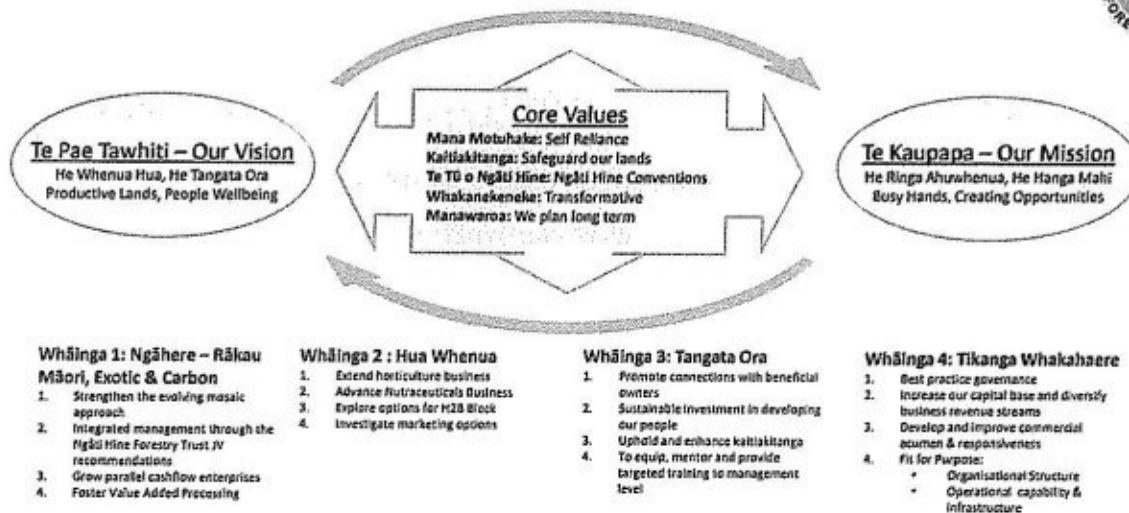 Core Values
Mana Motuhake: Self Reliance
Kaitiakitanga: Safeguard our lands
Te Tū o Ngāti Hine: Ngāti Hine Conventions
Whakanekeneke: Transformative
Manawaroa: We plan long term
Te Pae Tawhiti – Our Vision
He Whenua Hua, He Tangata Ora
Productive Lands, People Wellbeing
Te Kaupapa – Our Mission
He Ringa Ahuwhenua, He Hanga Mahi
Busy Hands, Creating Opportunities
Whāinga 1: Ngāhere – Rākau
Māori, Exotic & Carbon
1. Strengthen the evolving mosaic
approach
2. Integrated management through the
Ngāti Hine Forestry Trust JV
recommendations
3. Grow parallel cashflow enterprises
4. Foster Value Added Processing
Whāinga 2 : Hua Whenua
1. Extend horticulture business
2. Advance Nutraceuticals Business
3. Explore options for H2B Block
4. Investigate marketing options
Whāinga 3: Tangata Ora
1. Promote connections with beneficial
owners
2. Sustainable investment in developing
our people
3. Uphold and enhance kaitiakitanga
4. To equip, mentor and provide
targeted training to management
level
Whāinga 4: Tikanga Whakahaere
1. Best practice governance
2. Increase our capital base and diversify
business revenue streams
3. Develop and improve commercial
acumen & responsiveness
4. Fit for Purpose:
• Organisational Structure
• Operational capability &
infrastructure